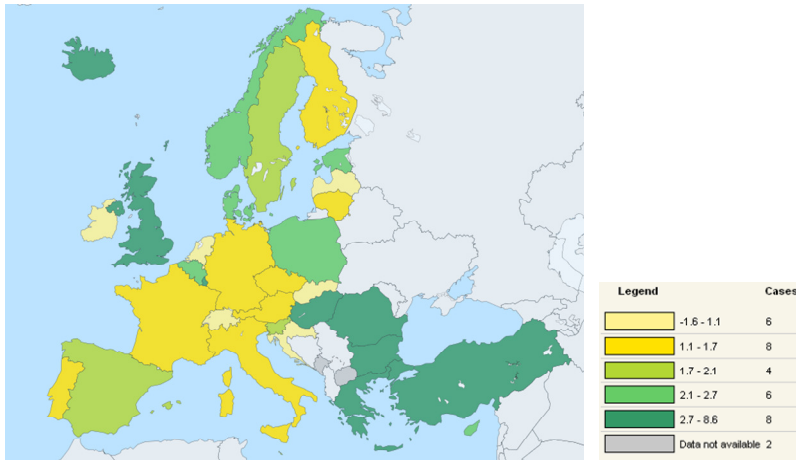 Legend Cases
-1.6 - 1.1 6
1.1 - 1.7 8
1.7 - 2.1 4
2.1 - 2.7 6
2.7 - 8.6 8
Data not available 2